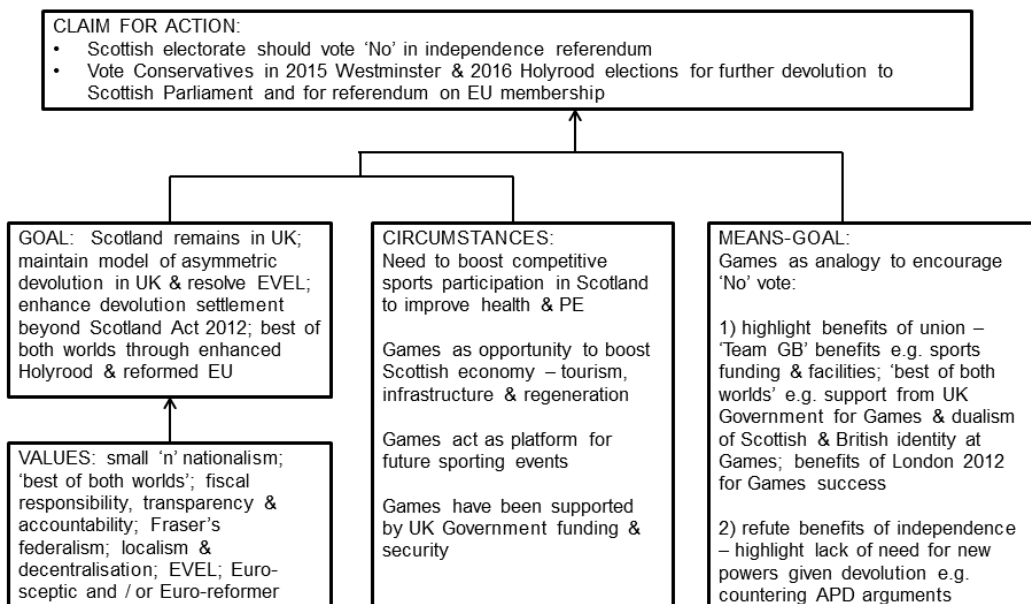 CLAIM FOR ACTION:
• Scottish electorate should vote ‘No’ in independence referendum
• Vote Conservatives in 2015 Westminster & 2016 Holyrood elections for further devolution to
Scottish Parliament and for referendum on EU membership
GOAL: Scotland remains in UK;
maintain model of asymmetric
devolution in UK & resolve EVEL;
enhance devolution settlement
beyond Scotland Act 2012; best of
both worlds through enhanced
Holyrood & reformed EU
VALUES: small ‘n’ nationalism;
‘best of both worlds’; fiscal
responsibility, transparency &
accountability; Fraser’s
federalism; localism &
decentralisation; EVEL; Euro-
sceptic and / or Euro-reformer
CIRCUMSTANCES:
Need to boost competitive
sports participation in Scotland
to improve health & PE
Games as opportunity to boost
Scottish economy – tourism,
infrastructure & regeneration
Games act as platform for
future sporting events
Games have been supported
by UK Government funding &
security
MEANS-GOAL:
Games as analogy to encourage
‘No’ vote:
1) highlight benefits of union –
‘Team GB’ benefits e.g. sports
funding & facilities; ‘best of both
worlds’ e.g. support from UK
Government for Games & dualism
of Scottish & British identity at
Games; benefits of London 2012
for Games success
2) refute benefits of independence
– highlight lack of need for new
powers given devolution e.g.
countering APD arguments